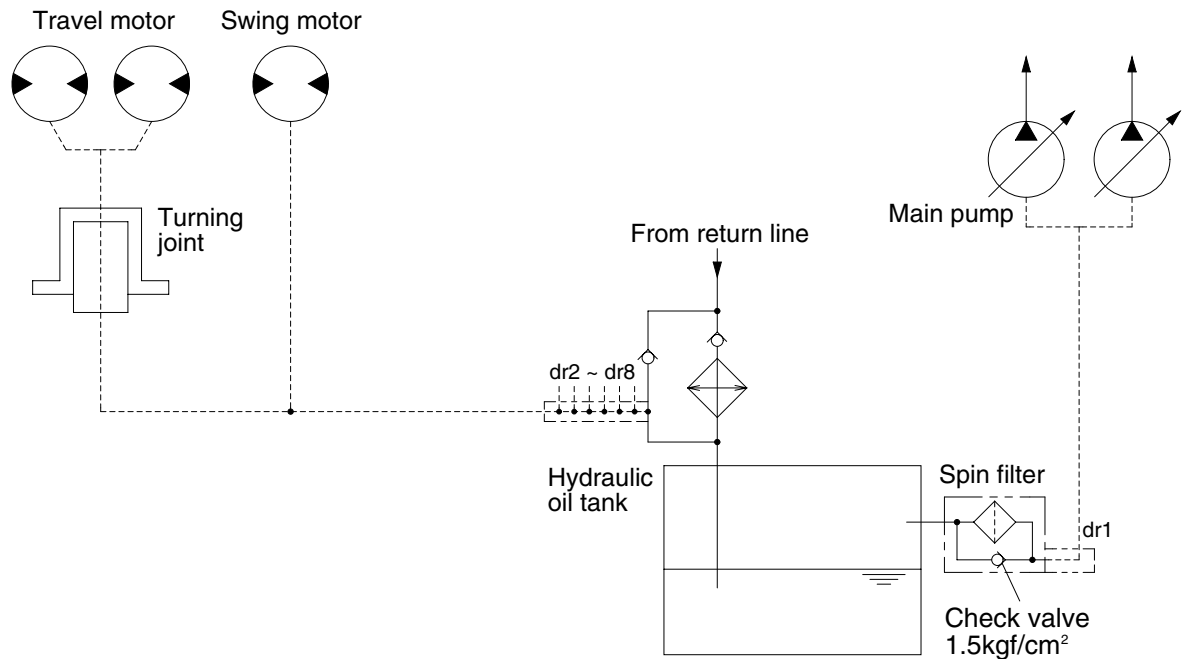 Travel motor
Swing motor
Turning
joint
Main pump
From return line
dr2 ~ dr8
Hydraulic
oil tank
Spin filter
dr1
Check valve
1.5kgf/cm²